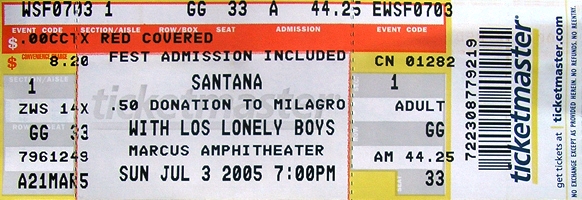 WSF0703 1 GG 33 A 44.25 EWSF0703
EVENT CODE SECTION/AISLE ROW/BOX SEAT ADMISSION EVENT CODE
$ .00CCTX RED COVERED
CONVENIENCE CHARGE
$ 8.20 FEST ADMISSION INCLUDED CN 01282
SECTION/AISLE
1 SANTANA 1
ZWS 14X .50 DONATION TO MILAGRO ADULT
ticketmaster
GG 33 WITH LOS LONELY BOYS GG
7961249 MARCUS AMPHITHEATER AM 44.25
A21MAR5 SUN JUL 3 2005 7:00PM 33
722308779219
ticketmaster
get tickets at ticketmaster.com
NO EXCHANGE EXCEPT AS PROVIDED HEREIN. NO REFUNDS. NO REENTRY.